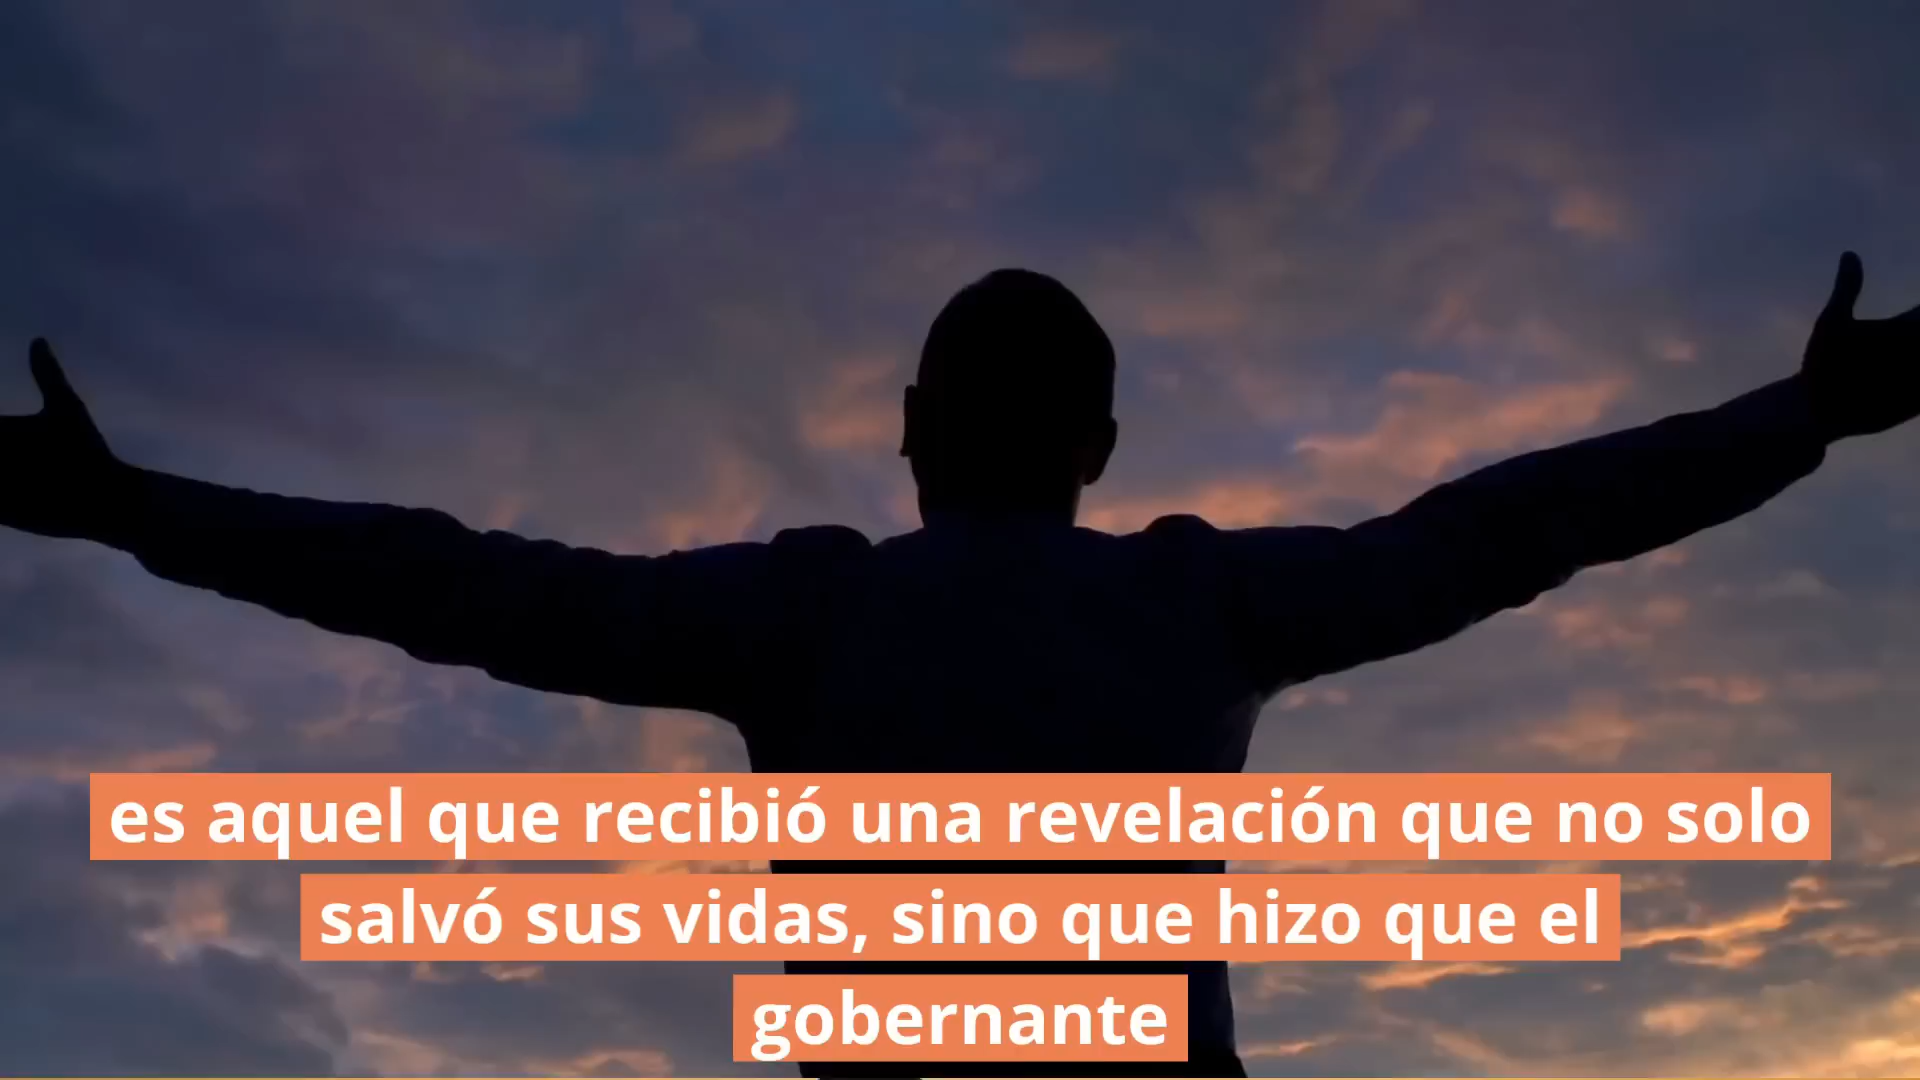 es aquel que recibió una revelación que no solo
salvó sus vidas, sino que hizo que el
gobernante